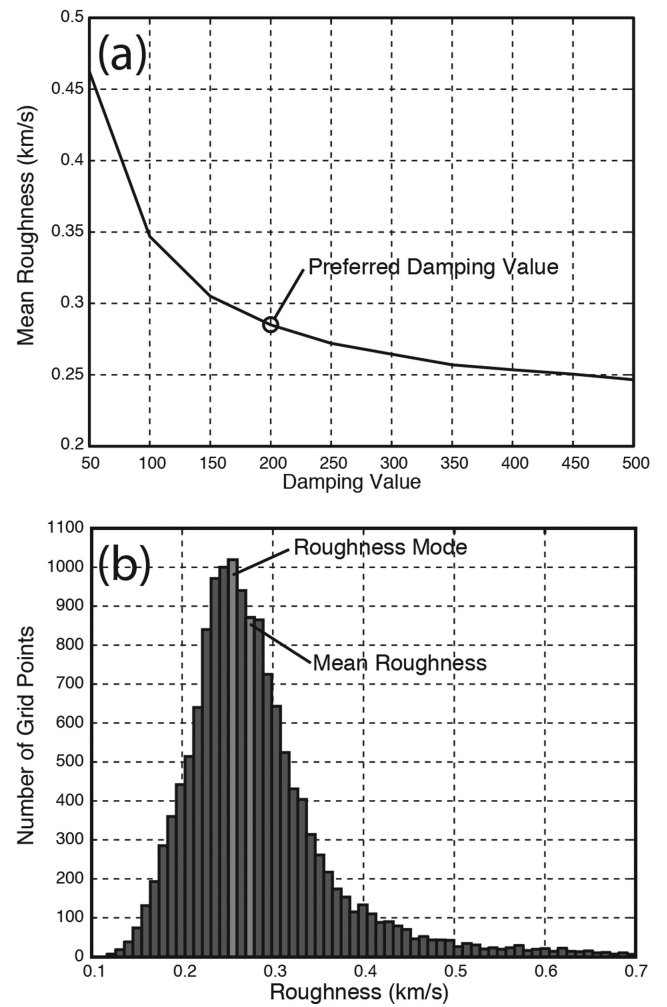 (a)
0.5
0.45
0.4
0.35
0.3
0.25
0.2
Mean Roughness (km/s)
Preferred Damping Value
50 100 150 200 250 300 350 400 450 500
Damping Value
(b)
1100
1000
900
800
700
600
500
400
300
200
100
0
Number of Grid Points
Roughness Mode
Mean Roughness
0.1 0.2 0.3 0.4 0.5 0.6 0.7
Roughness (km/s)